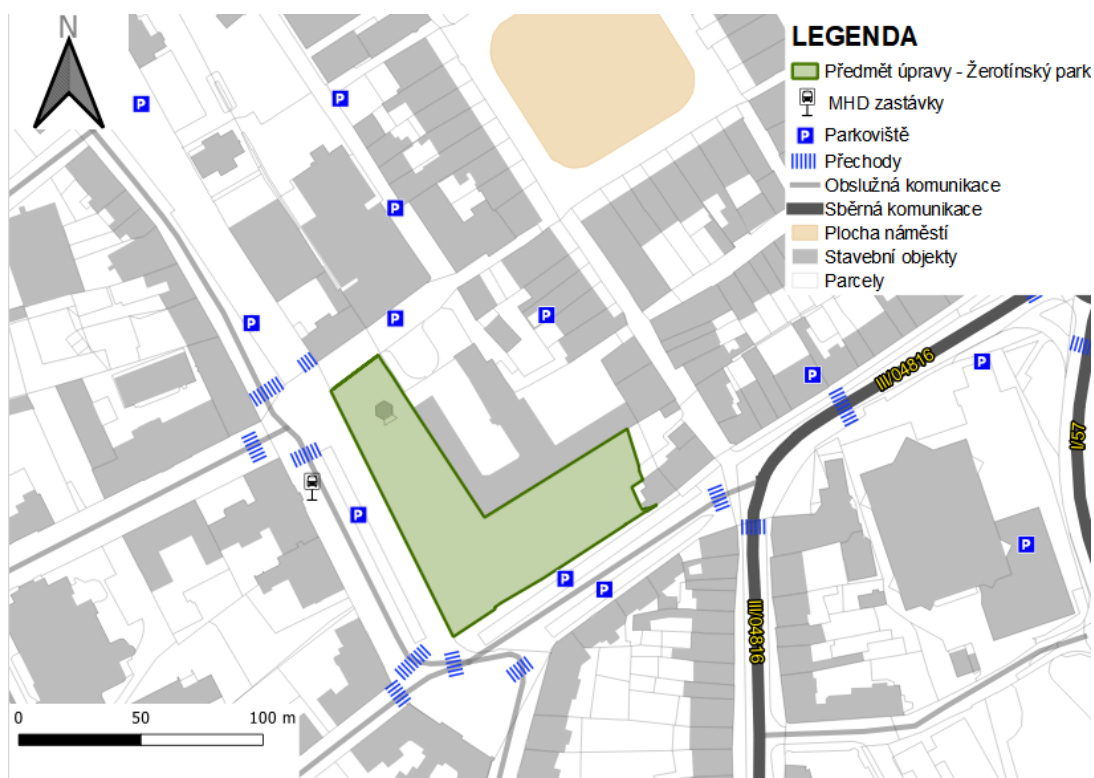 N
LEGENDA
Předmět úpravy - Žerotínský park
MHD zastávky
P Parkoviště
Přechody
Obslužná komunikace
Sběrná komunikace
Plocha náměstí
Stavební objekty
Parcely
P
P
P
P
P
P
III/04816
P
P
I/57
P
P
P
P
III/04816
0 50 100 m